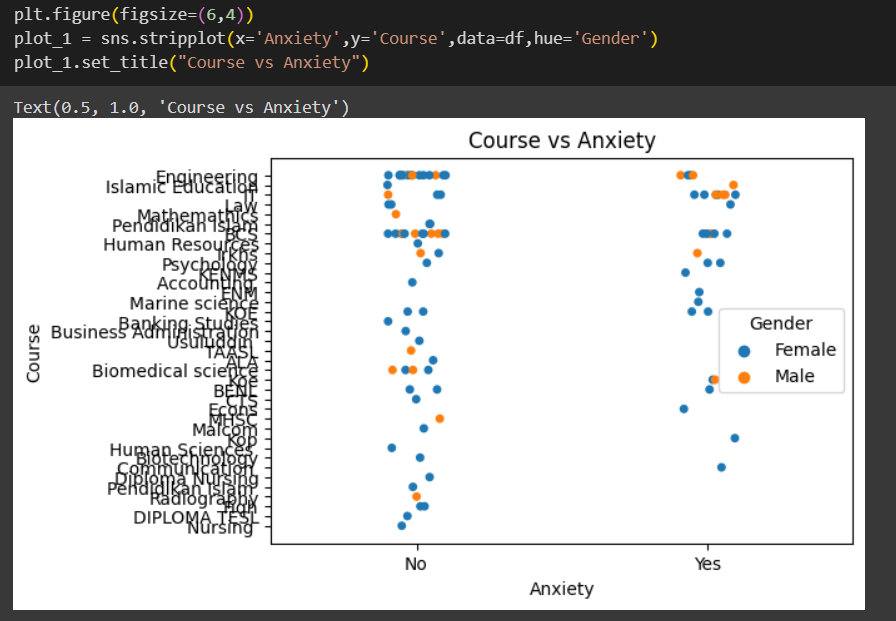 plt.figure(figsize=(6,4))
plot_1 = sns.stripplot(x='Anxiety',y='Course',data=df,hue='Gender')
plot_1.set_title("Course vs Anxiety")
Text(0.5, 1.0, 'Course vs Anxiety')
Course vs Anxiety
Engineering
Islamic Education
Law
Mathemathics
Pendidikan islam
BCS
Human Resources
Irkhs
Psychology
KENMS
Accounting
ENM
Marine science
KOE
Banking Studies
Business Administration
Usuluddin
TAASL
ALA
Biomedical science
koe
BENL
CTS
Econs
MHSC
Malcom
Kop
Human Sciences
Biotechnology
Communication
Diploma Nursing
Pendidikan Islam
Radiography
DIPLOMA TESL
Nursing
Course
Gender
Female
Male
No
Yes
Anxiety